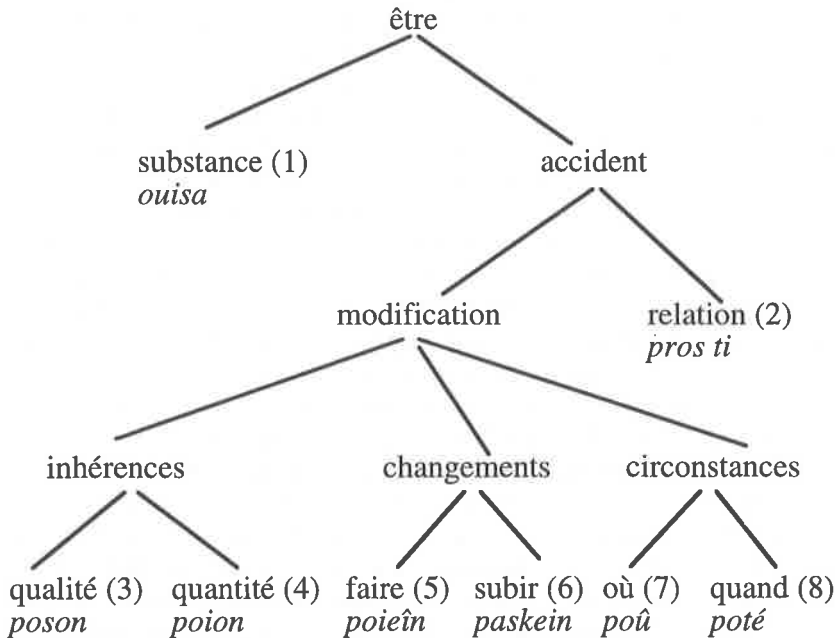 être
substance (1)
ouisa
accident
modification
relation (2)
pros ti
inhérences
changements
circonstances
qualité (3)
poson
quantité (4)
poion
faire (5)
poieîn
subir (6)
paskein
où (7)
poû
quand (8)
poté